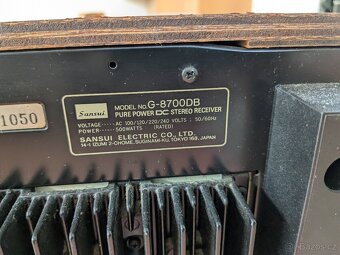 1050
Sansui
MODEL NO. G-8700DB
PURE POWER DC STEREO RECEIVER
VOLTAGE ····· AC 100/120/220/240 VOLTS ; 50/60Hz
POWER ········ 500WATTS (RATED)
SANSUI ELECTRIC CO., LTD.
14-1 IZUMI 2-CHOME, SUGINAMI-KU, TOKYO 168, JAPAN